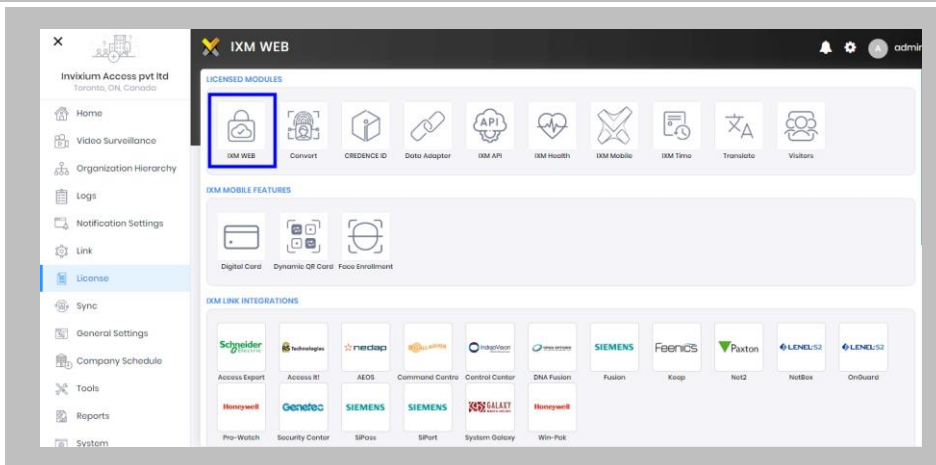 ×
Invixium Access pvt ltd
Toronto, ON, Canada
Home
Video Surveillance
Organization Hierarchy
Logs
Notification Settings
Link
License
Sync
General Settings
Company Schedule
Tools
Reports
System
IXM WEB
A admin
LICENSED MODULES
API
IXM WEB Convert CREDENCE ID Data Adapter IXM API IXM Health IXM Mobile IXM Time Translate Visitors
IXM MOBILE FEATURES
Digital Card Dynamic QR Card Face Enrollment
IXM LINK INTEGRATIONS
Schneider Electric RS Technologies nedap IndigoVision OPEN OPTIONS SIEMENS Feenics Paxton LENEL·S2 LENEL·S2
Access Expert Access It! AEOS Command Centre Control Center DNA Fusion Fusion Keep Net2 NetBox OnGuard
Honeywell Genetec SIEMENS SIEMENS GALAXY Honeywell
Pro-Watch Security Center SiPass SiPort System Galaxy Win-Pak